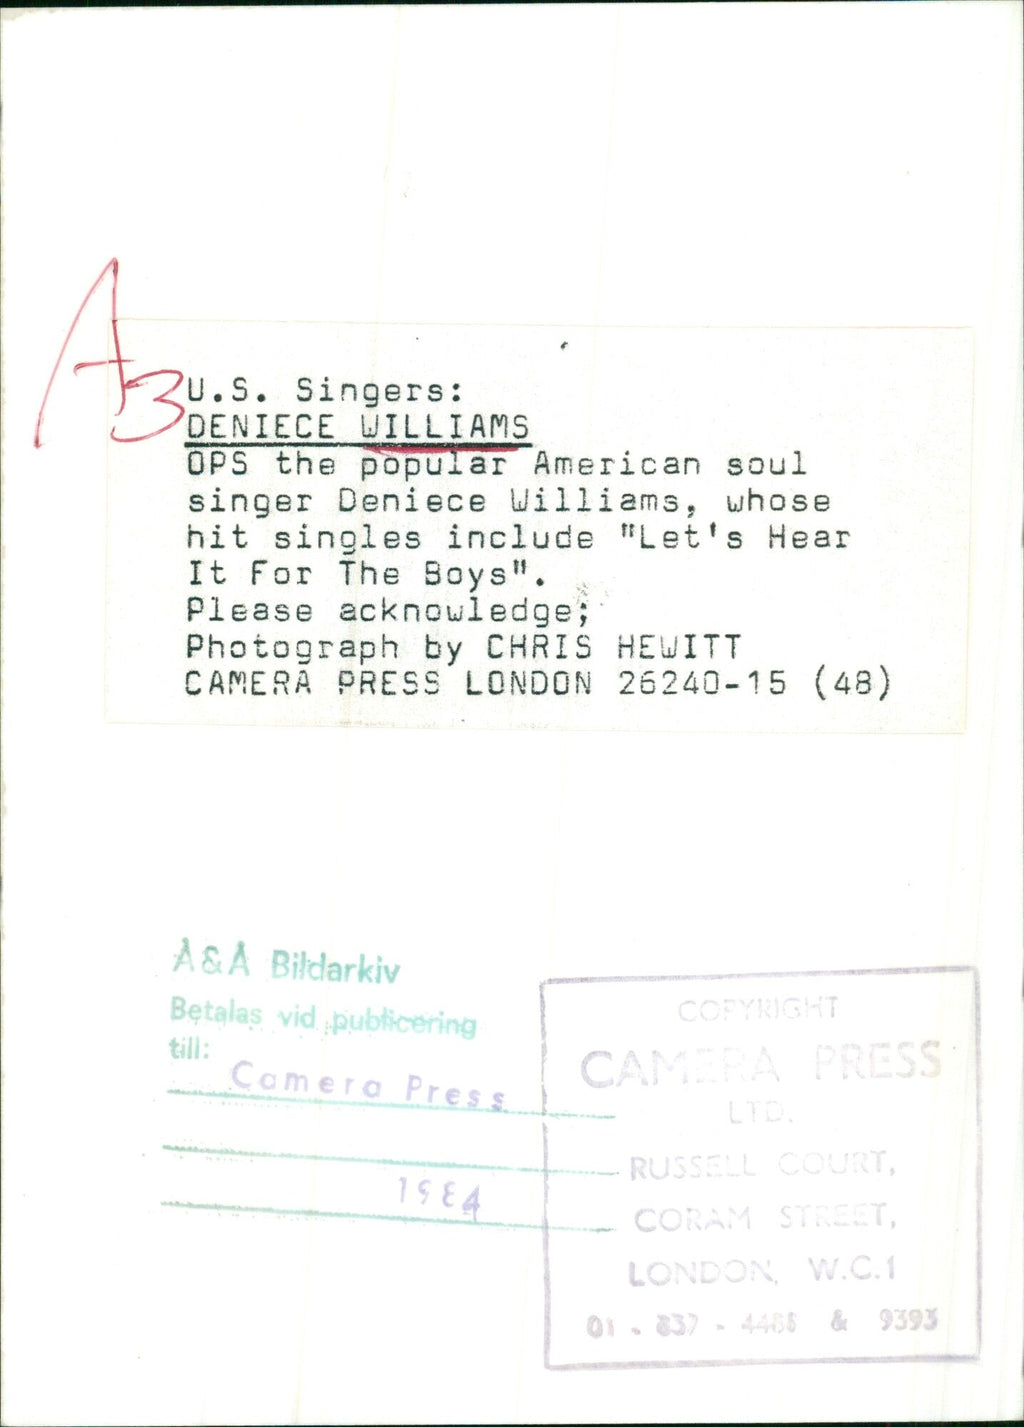 A3
U.S. Singers:
DENIECE WILLIAMS
OPS the popular American soul
singer Deniece Williams, whose
hit singles include "Let's Hear
It For The Boys".
Please acknowledge;
Photograph by CHRIS HEWITT
CAMERA PRESS LONDON 26240-15 (48)
Å&Å Bildarkiv
Betalas vid publicering
till:
Camera Press
1984
COPYRIGHT
CAMERA PRESS
LTD.
RUSSELL COURT,
CORAM STREET,
LONDON, W.C.1
01 - 837 - 4488 & 9393